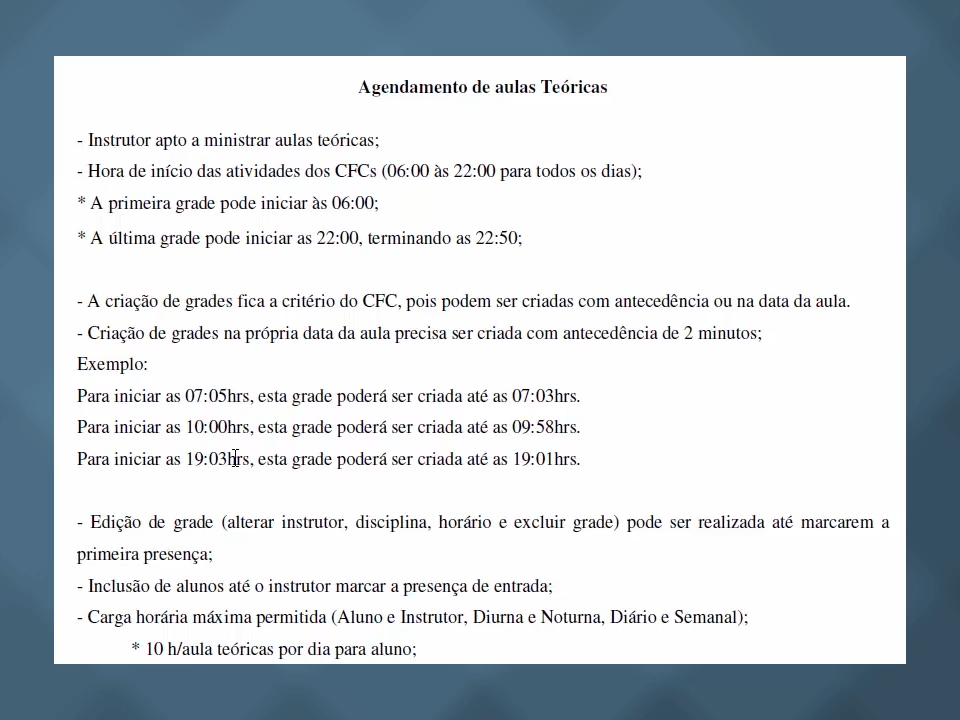 Agendamento de aulas Teóricas
- Instrutor apto a ministrar aulas teóricas;
- Hora de início das atividades dos CFCs (06:00 às 22:00 para todos os dias);
* A primeira grade pode iniciar às 06:00;
* A última grade pode iniciar as 22:00, terminando as 22:50;
- A criação de grades fica a critério do CFC, pois podem ser criadas com antecedência ou na data da aula.
- Criação de grades na própria data da aula precisa ser criada com antecedência de 2 minutos;
Exemplo:
Para iniciar as 07:05hrs, esta grade poderá ser criada até as 07:03hrs.
Para iniciar as 10:00hrs, esta grade poderá ser criada até as 09:58hrs.
Para iniciar as 19:03hrs, esta grade poderá ser criada até as 19:01hrs.
- Edição de grade (alterar instrutor, disciplina, horário e excluir grade) pode ser realizada até marcarem a
primeira presença;
- Inclusão de alunos até o instrutor marcar a presença de entrada;
- Carga horária máxima permitida (Aluno e Instrutor, Diurna e Noturna, Diário e Semanal);
* 10 h/aula teóricas por dia para aluno;